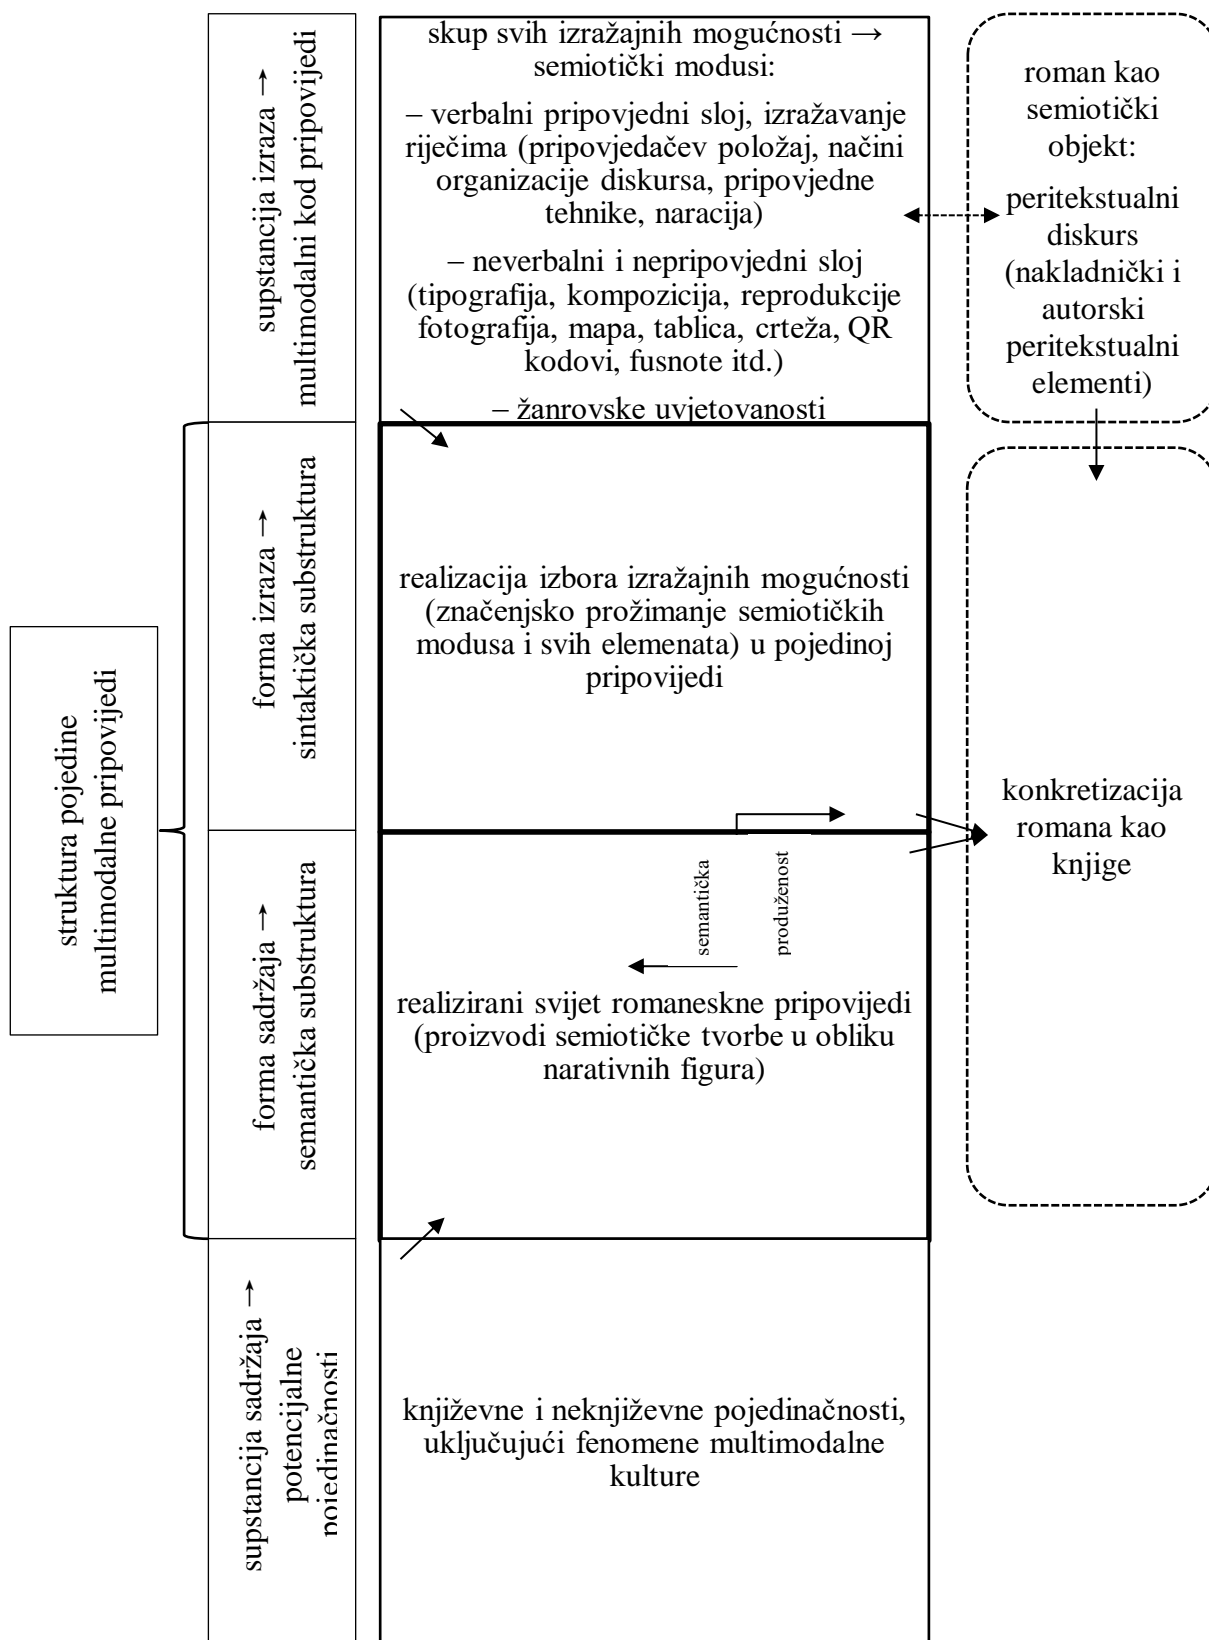 struktura pojedine
multimodalne pripovijedi
supstancija izraza →
multimodalni kod pripovijedi
forma izraza →
sintaktička substruktura
forma sadržaja →
semantička substruktura
supstancija sadržaja →
potencijalne
pojedinačnosti
skup svih izražajnih mogućnosti →
semiotički modusi:
– verbalni pripovjedni sloj, izražavanje
riječima (pripovjedačev položaj, načini
organizacije diskursa, pripovjedne
tehnike, naracija)
– neverbalni i nepripovjedni sloj
(tipografija, kompozicija, reprodukcije
fotografija, mapa, tablica, crteža, QR
kodovi, fusnote itd.)
– žanrovske uvjetovanosti
realizacija izbora izražajnih mogućnosti
(značenjsko prožimanje semiotičkih
modusa i svih elemenata) u pojedinoj
pripovijedi
semantička
produženost
realizirani svijet romaneskne pripovijedi
(proizvodi semiotičke tvorbe u obliku
narativnih figura)
književne i neknjiževne pojedinačnosti,
uključujući fenomene multimodalne
kulture
roman kao
semiotički
objekt:
peritekstualni
diskurs
(nakladnički i
autorski
peritekstualni
elementi)
konkretizacija
romana kao
knjige